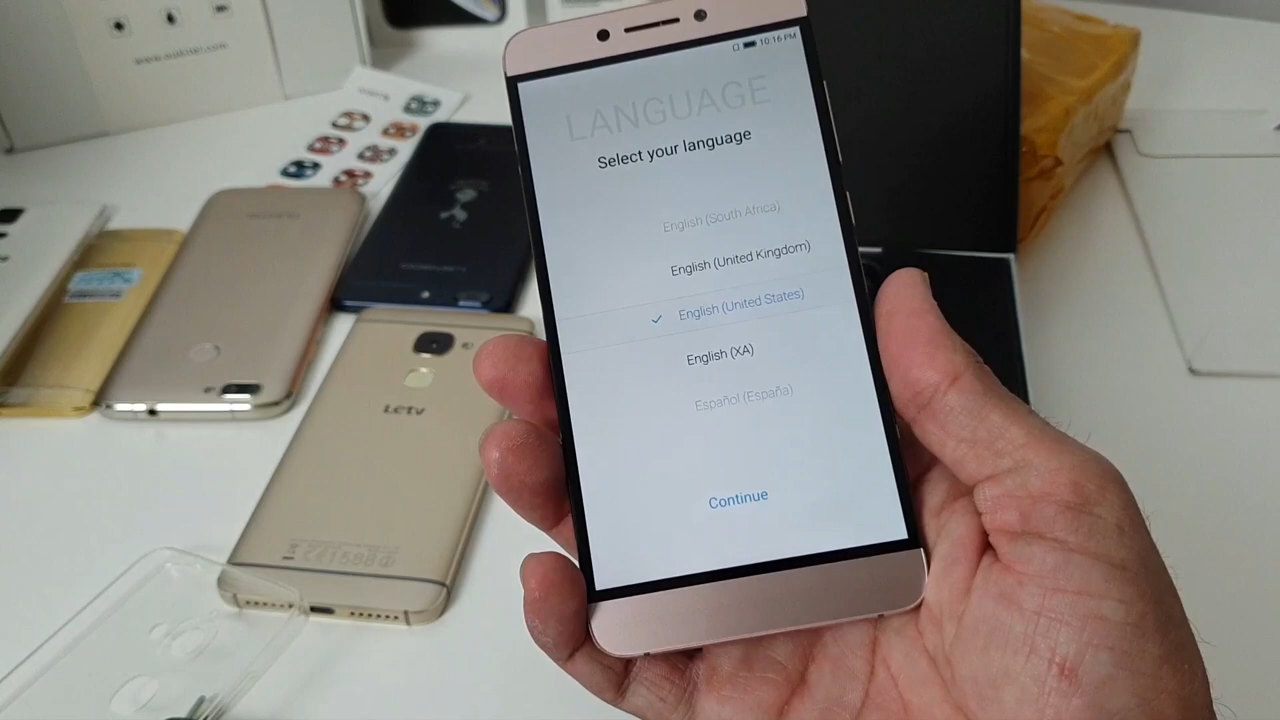 10:16 PM
LANGUAGE
Select your language
English (South Africa)
English (United Kingdom)
English (United States)
English (XA)
Español (España)
Continue
Letv